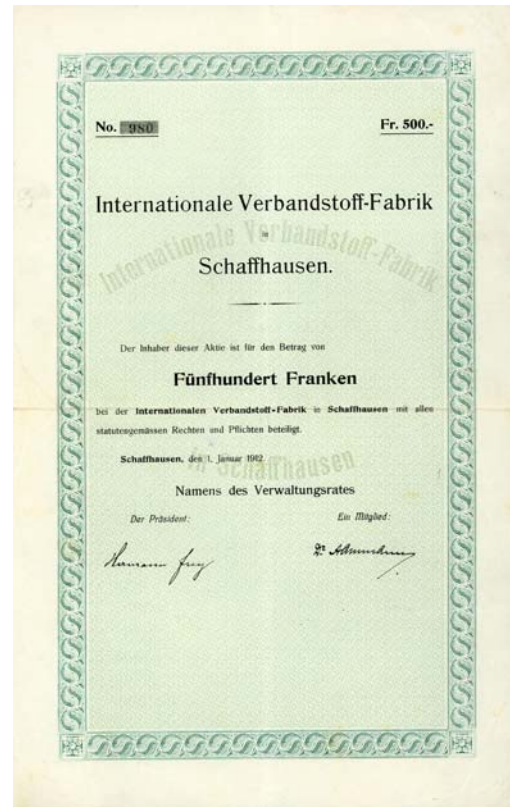 No. 980 Fr. 500.-
Internationale Verbandstoff-Fabrik
in
Schaffhausen.
Internationale Verbandstoff-Fabrik
Der Inhaber dieser Aktie ist für den Betrag von
Fünfhundert Franken
bei der Internationalen Verbandstoff-Fabrik in Schaffhausen mit allen
statutengemässen Rechten und Pflichten beteiligt.
Schaffhausen, den 1. Januar 1912.
in Schaffhausen
Namens des Verwaltungsrates
Der Präsident: Ein Mitglied:
Hermann Frey Dr.